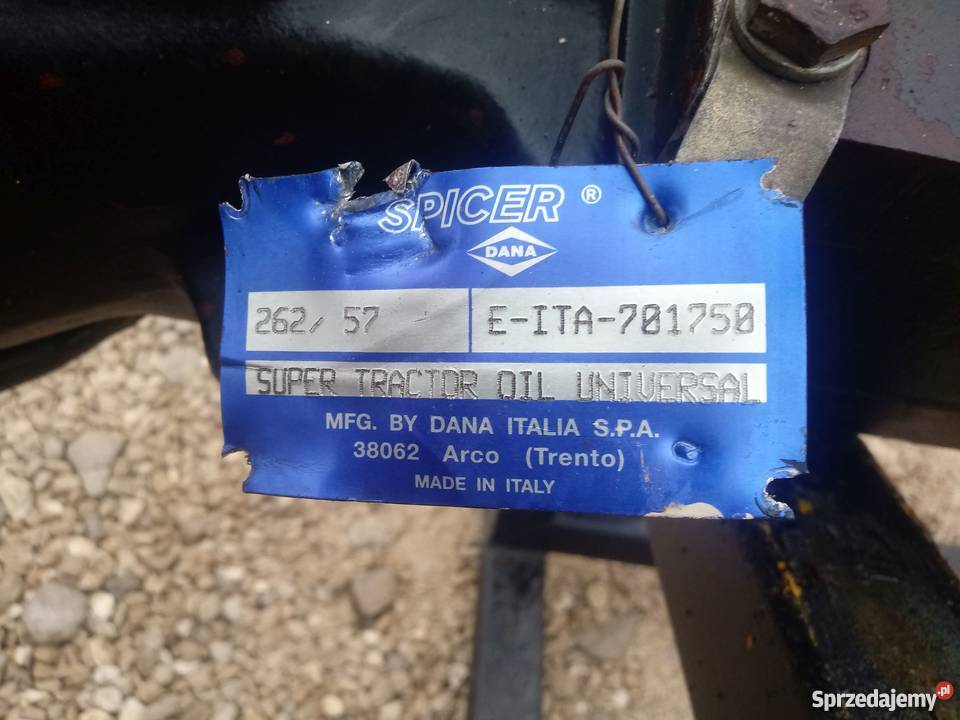 SPICER ®
DANA
262/ 57 E-ITA-701750
SUPER TRACTOR OIL UNIVERSAL
MFG. BY DANA ITALIA S.P.A.
38062 Arco (Trento)
MADE IN ITALY
Sprzedajemy.pl